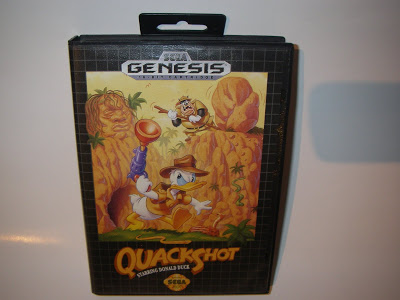 SEGA
GENESIS
16-BIT CARTRIDGE
QUACKSHOT
STARRING DONALD DUCK
SEGA